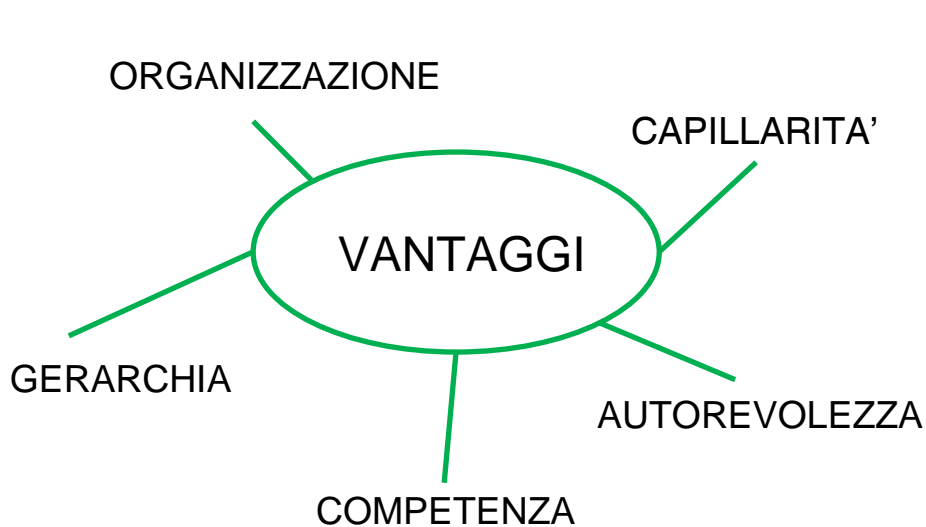 ORGANIZZAZIONE
CAPILLARITA’
VANTAGGI
GERARCHIA
AUTOREVOLEZZA
COMPETENZA